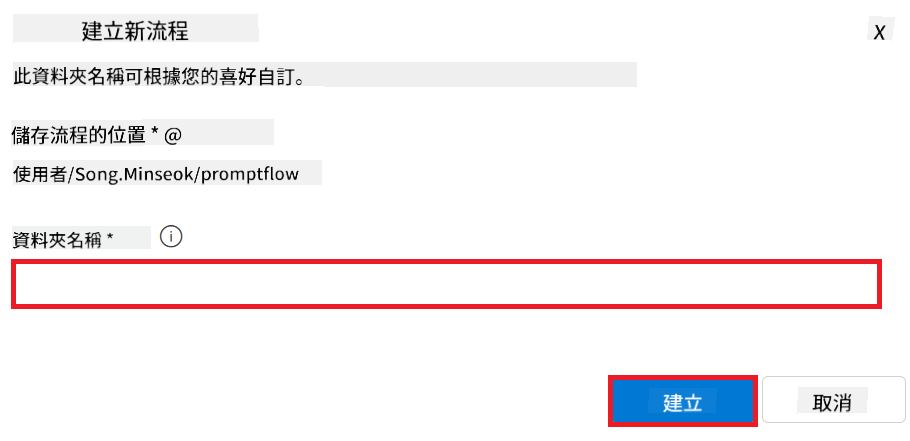 建立新流程
X
此資料夾名稱可根據您的喜好自訂。
儲存流程的位置 * @
使用者/Song.Minseok/promptflow
資料夾名稱 *
建立
取消